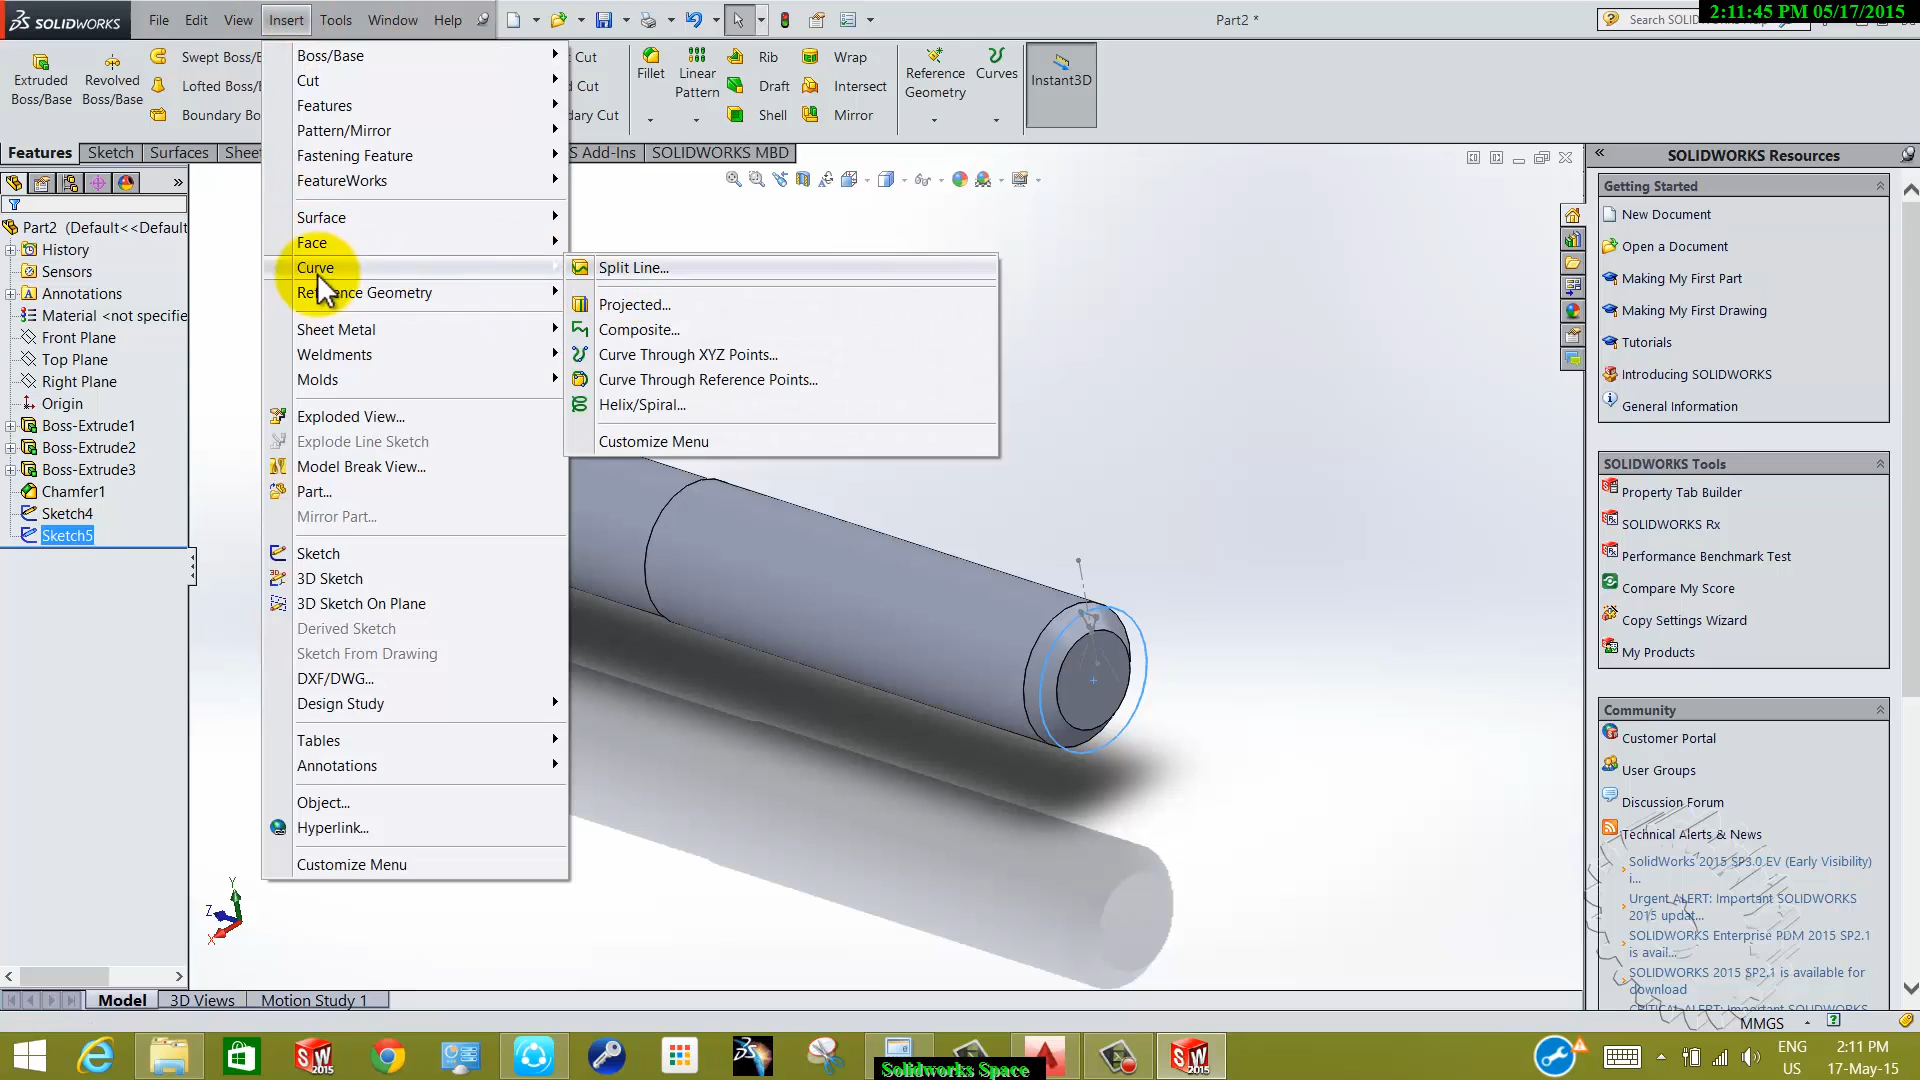 SOLIDWORKS
File Edit View Insert Tools Window Help
Part2 *
2:11:45 PM 05/17/2015
Extruded Boss/Base
Revolved Boss/Base
Swept Boss/B
Lofted Boss/
Boundary Bo
Cut
d Cut
dary Cut
Fillet
Linear Pattern
Rib
Draft
Shell
Wrap
Intersect
Mirror
Reference Geometry
Curves
Instant3D
Features Sketch Surfaces Sheet
S Add-Ins SOLIDWORKS MBD
Part2 (Default<<Default
History
Sensors
Annotations
Material <not specifie
Front Plane
Top Plane
Right Plane
Origin
Boss-Extrude1
Boss-Extrude2
Boss-Extrude3
Chamfer1
Sketch4
Sketch5
Boss/Base
Cut
Features
Pattern/Mirror
Fastening Feature
FeatureWorks
Surface
Face
Curve
Reference Geometry
Sheet Metal
Weldments
Molds
Exploded View...
Explode Line Sketch
Model Break View...
Part...
Mirror Part...
Sketch
3D Sketch
3D Sketch On Plane
Derived Sketch
Sketch From Drawing
DXF/DWG...
Design Study
Tables
Annotations
Object...
Hyperlink...
Customize Menu
Split Line...
Projected...
Composite...
Curve Through XYZ Points...
Curve Through Reference Points...
Helix/Spiral...
Customize Menu
Y
Z
X
SOLIDWORKS Resources
Getting Started
New Document
Open a Document
Making My First Part
Making My First Drawing
Tutorials
Introducing SOLIDWORKS
General Information
SOLIDWORKS Tools
Property Tab Builder
SOLIDWORKS Rx
Performance Benchmark Test
Compare My Score
Copy Settings Wizard
My Products
Community
Customer Portal
User Groups
Discussion Forum
Technical Alerts & News
SolidWorks 2015 SP3.0 EV (Early Visibility)
i...
Urgent ALERT: Important SOLIDWORKS
2015 updat...
SOLIDWORKS Enterprise PDM 2015 SP2.1
is avail...
SOLIDWORKS 2015 SP2.1 is available for
download
Model 3D Views Motion Study 1
MMGS
Solidworks Space
ENG
US
2:11 PM
17-May-15